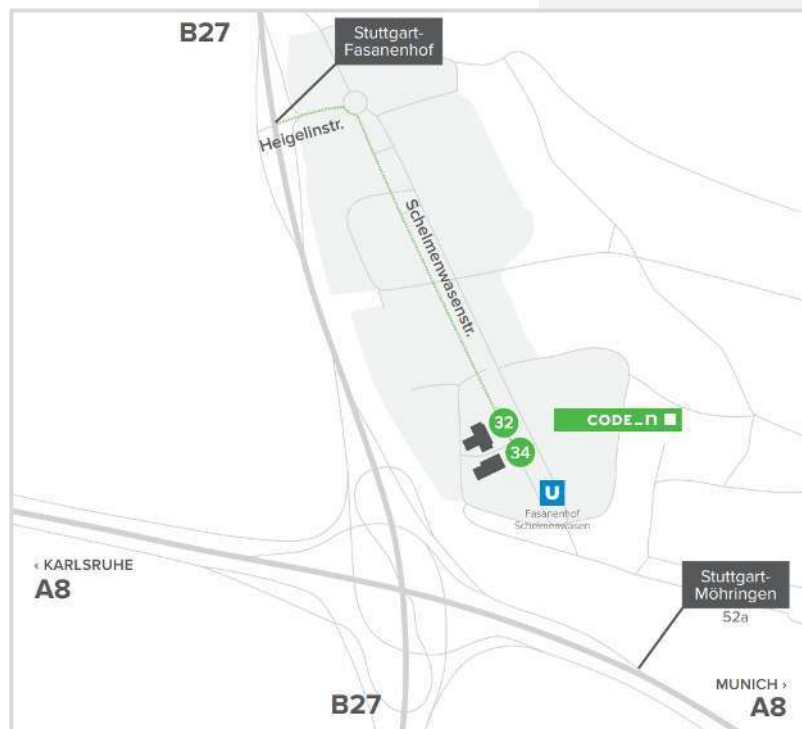 B27
Stuttgart-
Fasanenhof
Heigelinstr.
Schelmenwasenstr.
32
CODE_n
34
U
Fasanenhof
Schelmenwasen
‹ KARLSRUHE
A8
Stuttgart-
Möhringen
52a
MUNICH ›
A8
B27